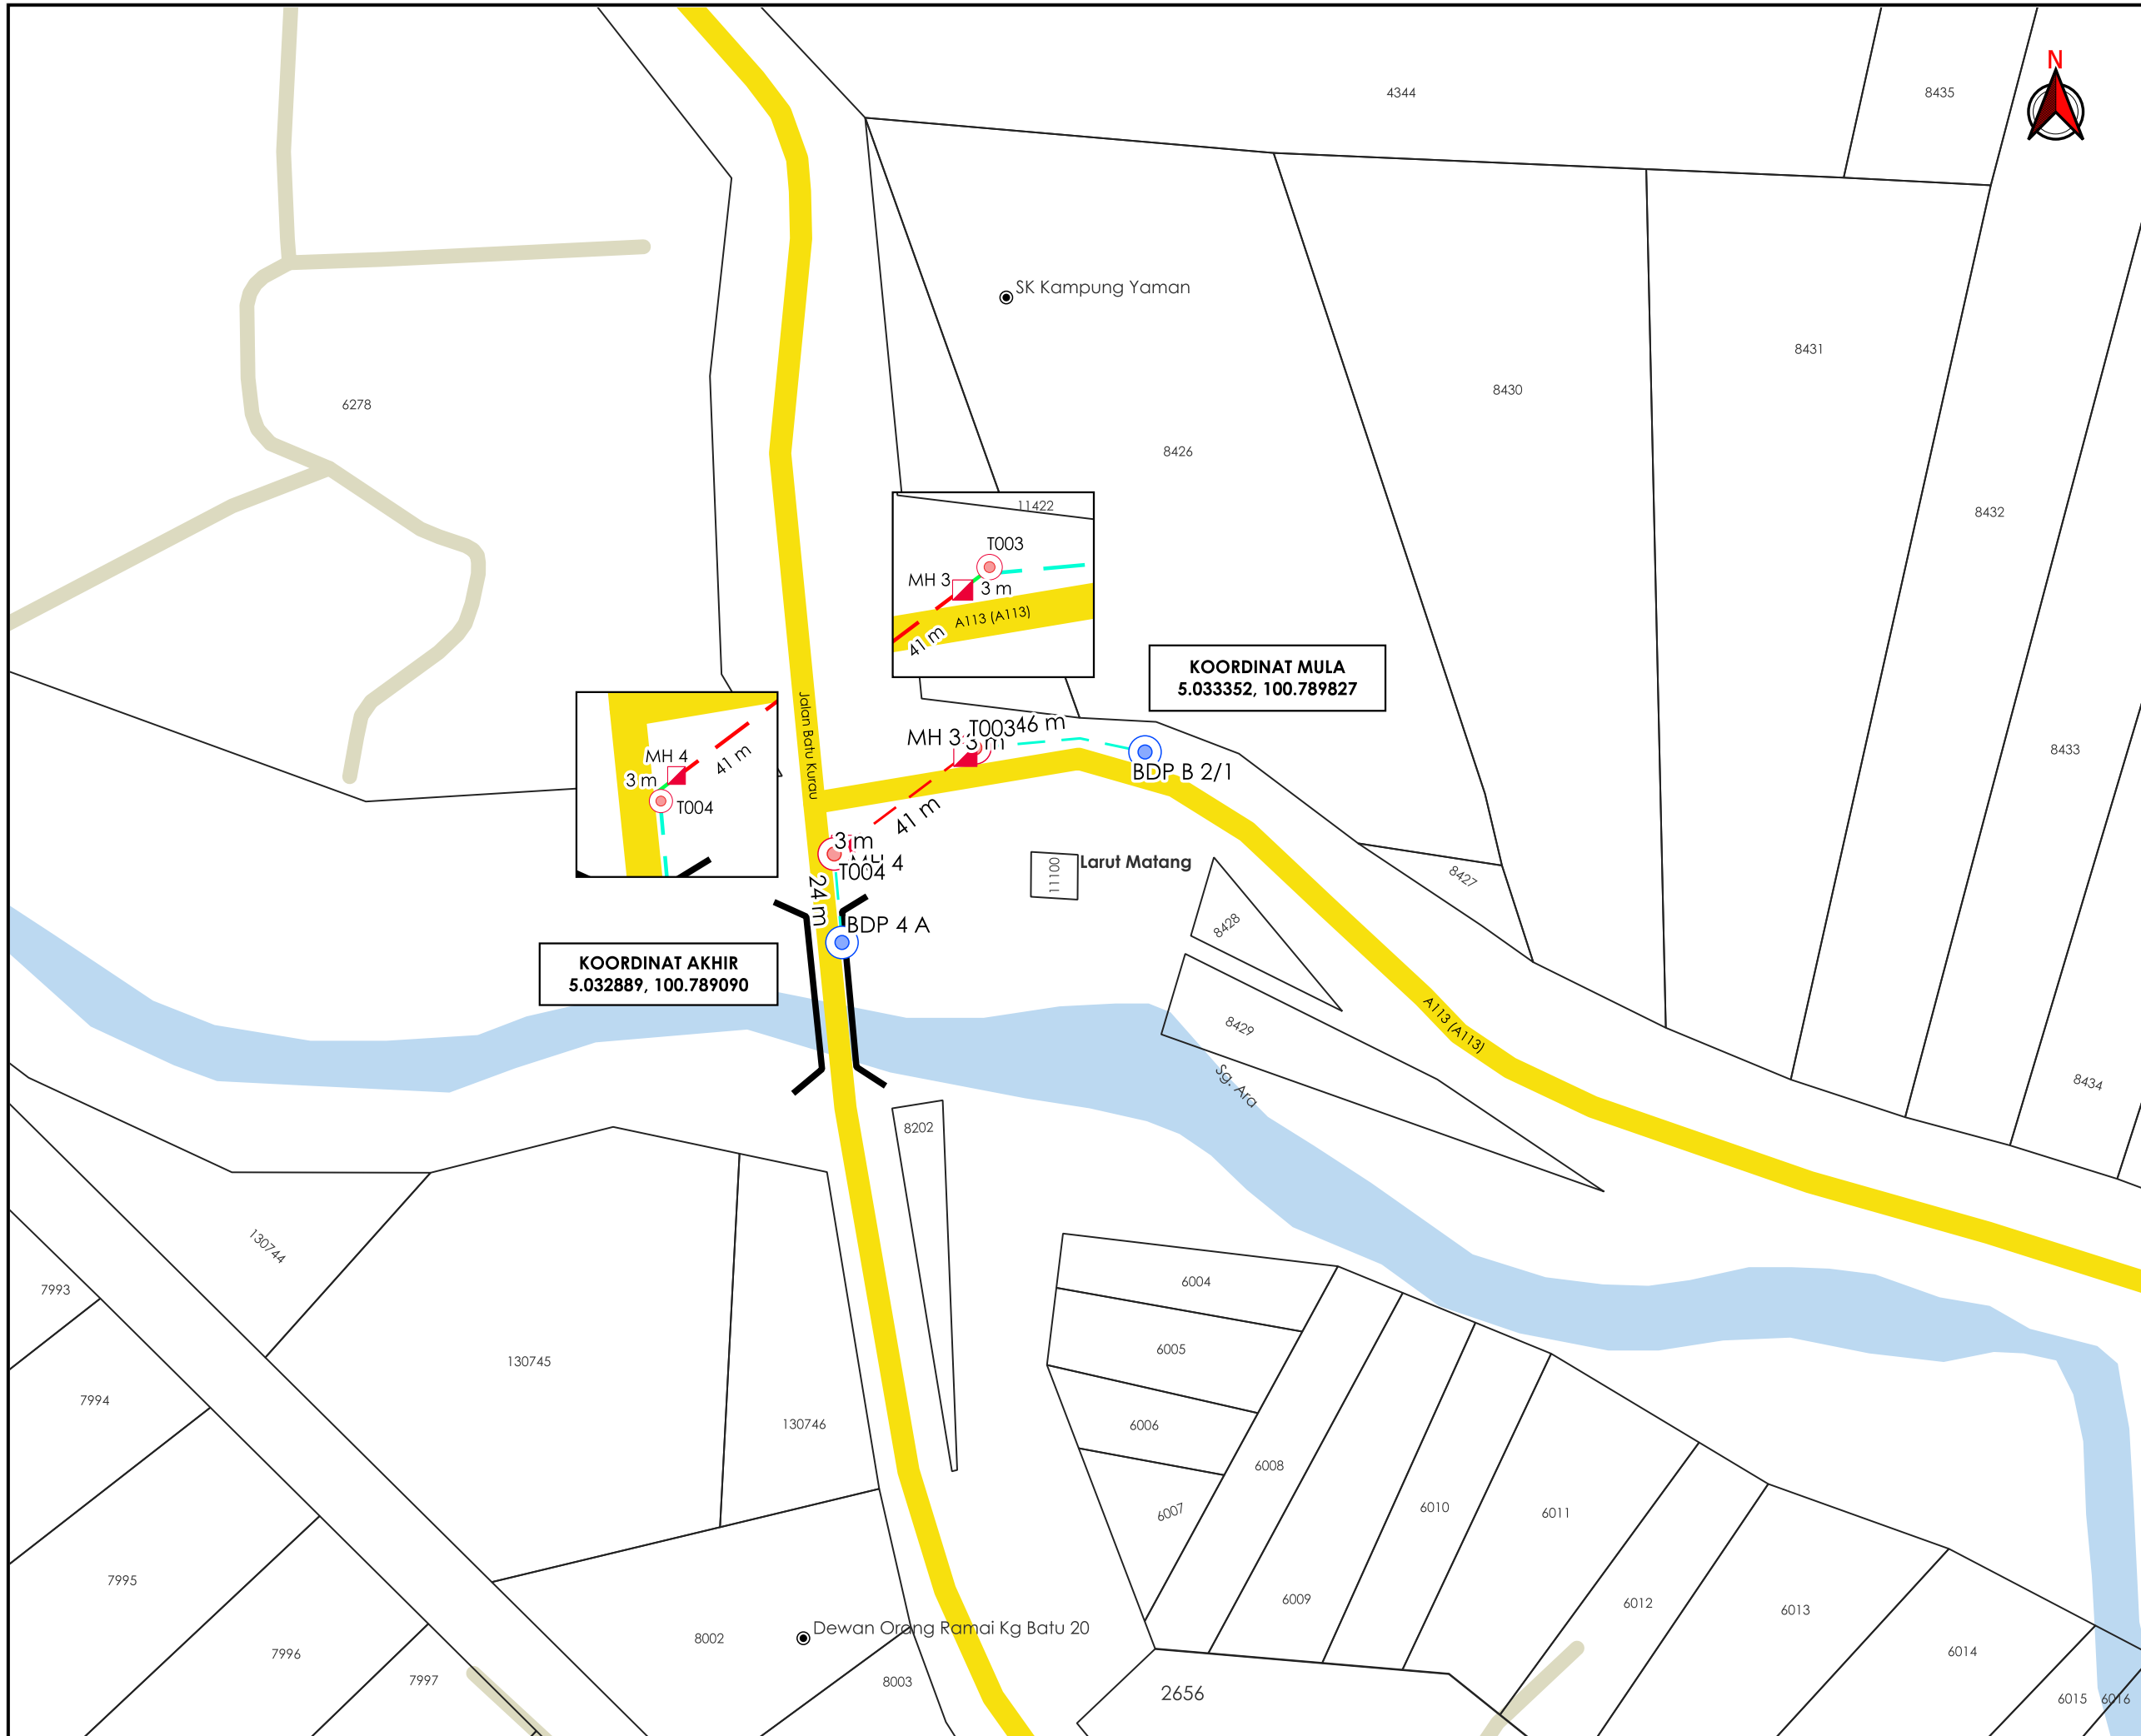 N
4344
8435
SK Kampung Yaman
8431
8430
6278
8426
11422
8432
T003
MH 3
3 m
A113 (A113)
41 m
KOORDINAT MULA
5.033352, 100.789827
Jalan Batu Kurau
T003
46 m
MH 3
3 m
8433
MH 4
41 m
3 m
T004
BDP B 2/1
41 m
3 m
4
T004
11100
Larut Matang
8427
24 m
BDP 4 A
8428
KOORDINAT AKHIR
5.032889, 100.789090
8429
A113 (A113)
Sg. Ara
8434
8202
130744
7993
6004
130745
6005
7994
130746
6006
6008
6007
6010
6011
7995
6009
6012
6013
Dewan Orang Ramai Kg Batu 20
8002
7996
6014
7997
8003
2656
6015
6016